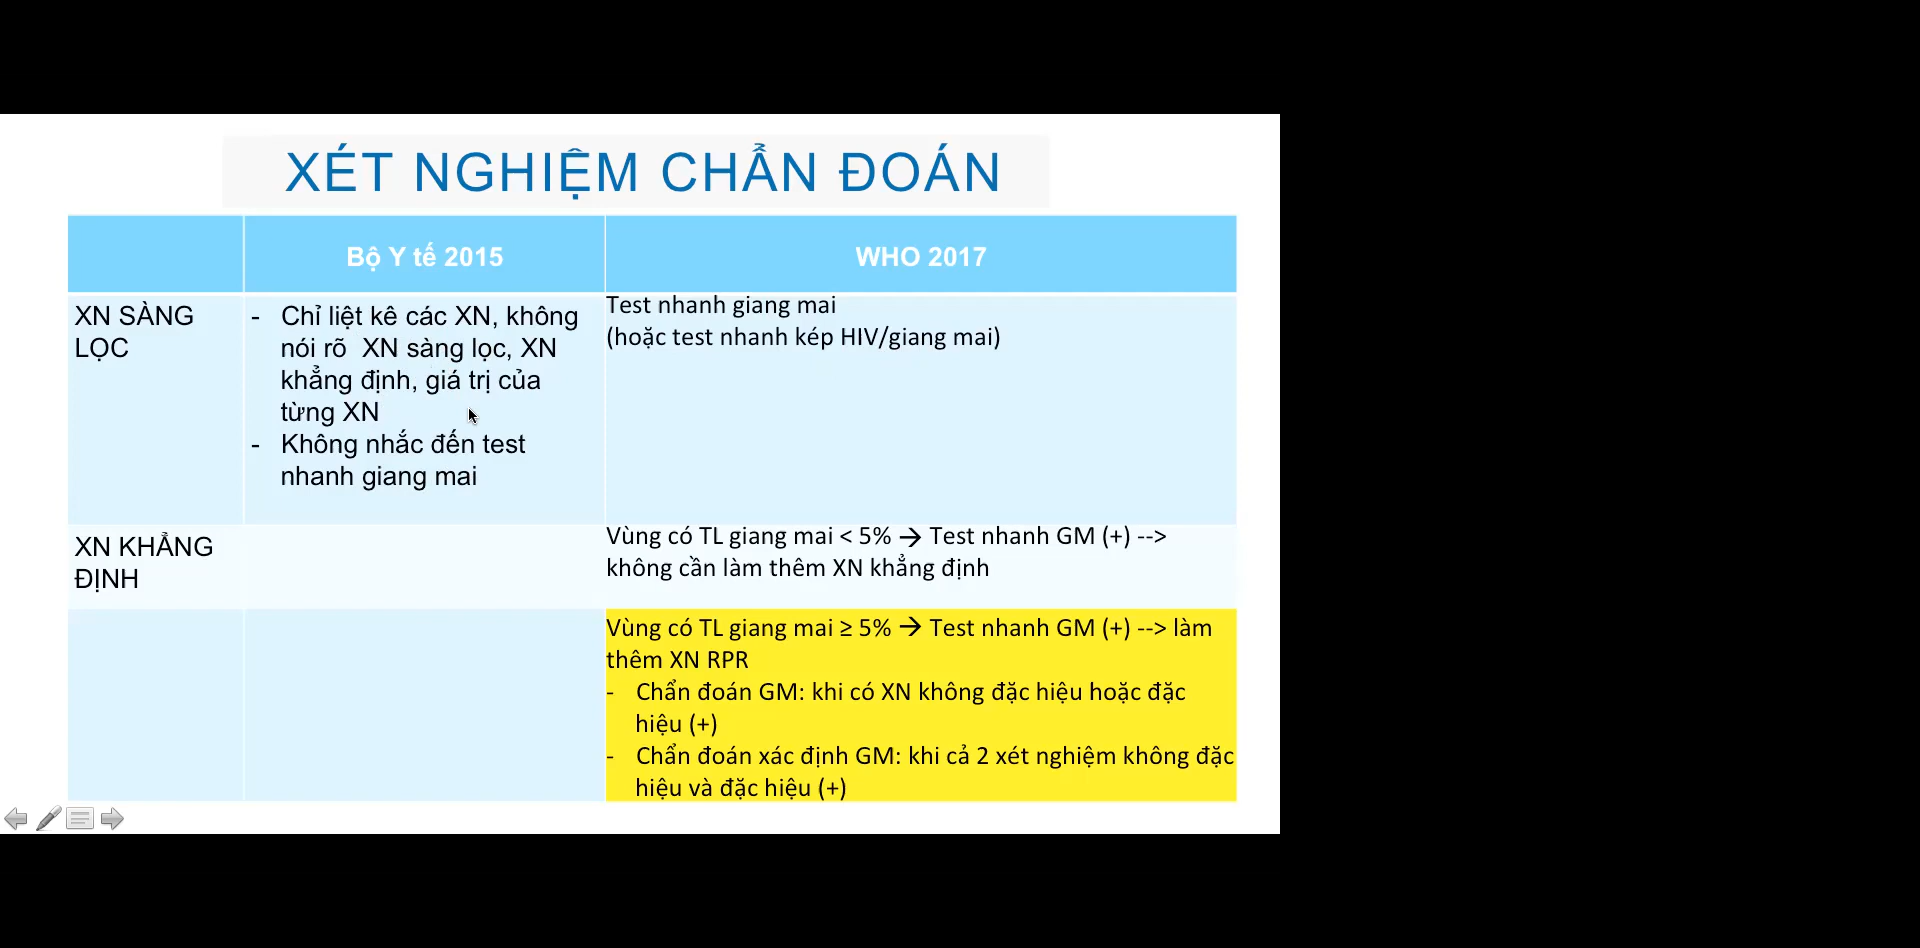 XÉT NGHIỆM CHẨN ĐOÁN
Bộ Y tế 2015
WHO 2017
XN SÀNG
LỌC
- Chỉ liệt kê các XN, không
nói rõ XN sàng lọc, XN
khẳng định, giá trị của
từng XN
- Không nhắc đến test
nhanh giang mai
Test nhanh giang mai
(hoặc test nhanh kép HIV/giang mai)
XN KHẲNG
ĐỊNH
Vùng có TL giang mai < 5% → Test nhanh GM (+) -->
không cần làm thêm XN khẳng định
Vùng có TL giang mai ≥ 5% → Test nhanh GM (+) --> làm
thêm XN RPR
- Chẩn đoán GM: khi có XN không đặc hiệu hoặc đặc
hiệu (+)
- Chẩn đoán xác định GM: khi cả 2 xét nghiệm không đặc
hiệu và đặc hiệu (+)